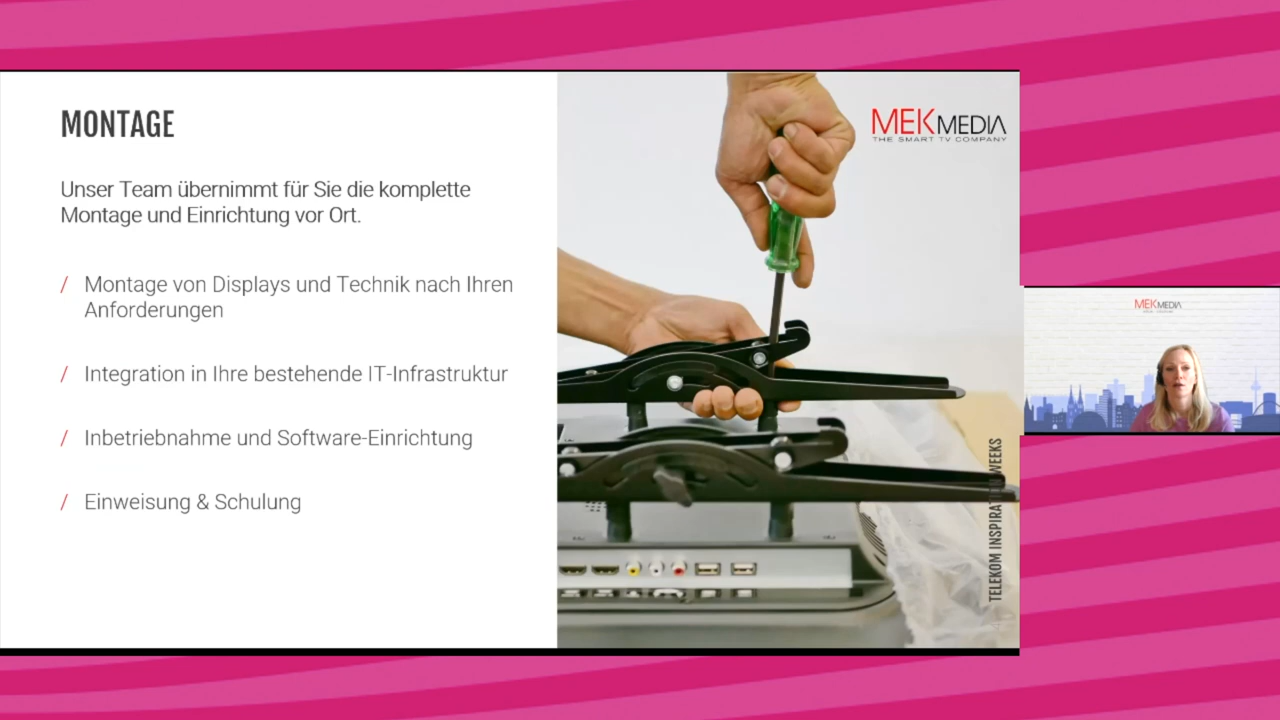 MONTAGE
Unser Team übernimmt für Sie die komplette
Montage und Einrichtung vor Ort.
/ Montage von Displays und Technik nach Ihren
Anforderungen
/ Integration in Ihre bestehende IT-Infrastruktur
/ Inbetriebnahme und Software-Einrichtung
/ Einweisung & Schulung
MEKMEDIA
THE SMART TV COMPANY
TELEKOM INSPIRATION WEEKS
MEKMEDIA